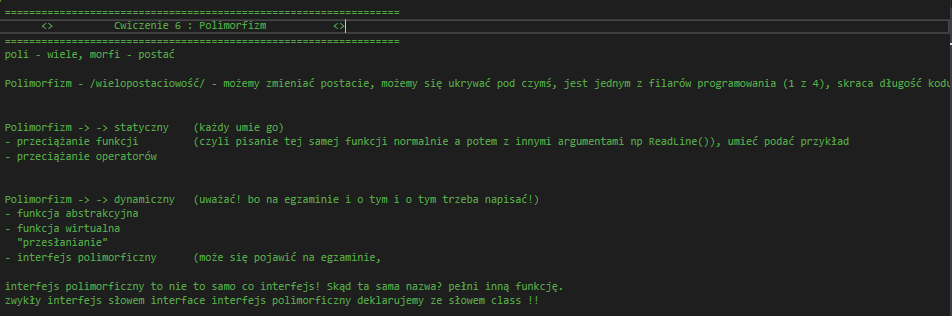 =================================================================
<> Cwiczenie 6 : Polimorfizm <>
=================================================================
poli - wiele, morfi - postać
Polimorfizm - /wielopostaciowość/ - możemy zmieniać postacie, możemy się ukrywać pod czymś, jest jednym z filarów programowania (1 z 4), skraca długość kodu
Polimorfizm -> -> statyczny (każdy umie go)
- przeciążanie funkcji (czyli pisanie tej samej funkcji normalnie a potem z innymi argumentami np ReadLine()), umieć podać przykład
- przeciążanie operatorów
Polimorfizm -> -> dynamiczny (uważać! bo na egzaminie i o tym i o tym trzeba napisać!)
- funkcja abstrakcyjna
- funkcja wirtualna
"przesłanianie"
- interfejs polimorficzny (może się pojawić na egzaminie,
interfejs polimorficzny to nie to samo co interfejs! Skąd ta sama nazwa? pełni inną funkcję.
zwykły interfejs słowem interface interfejs polimorficzny deklarujemy ze słowem class !!